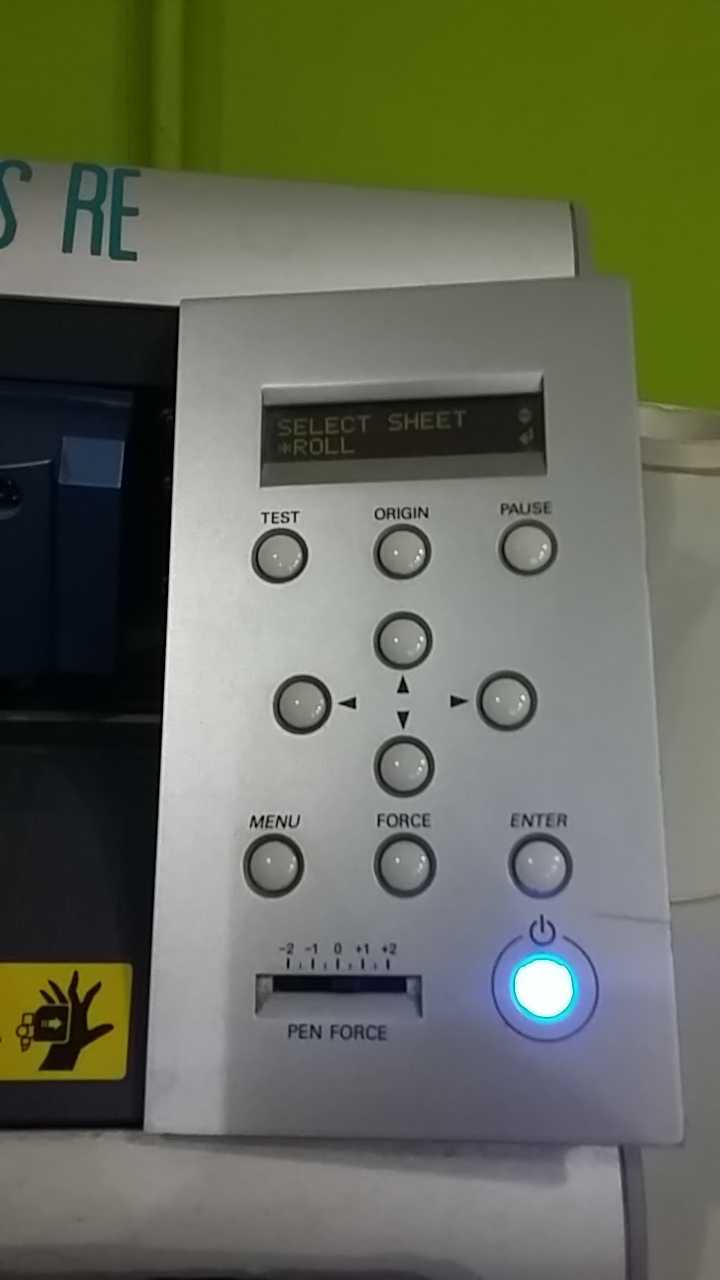 S RE
SELECT SHEET
*ROLL
TEST ORIGIN PAUSE
MENU FORCE ENTER
-2 -1 0 +1 +2
PEN FORCE